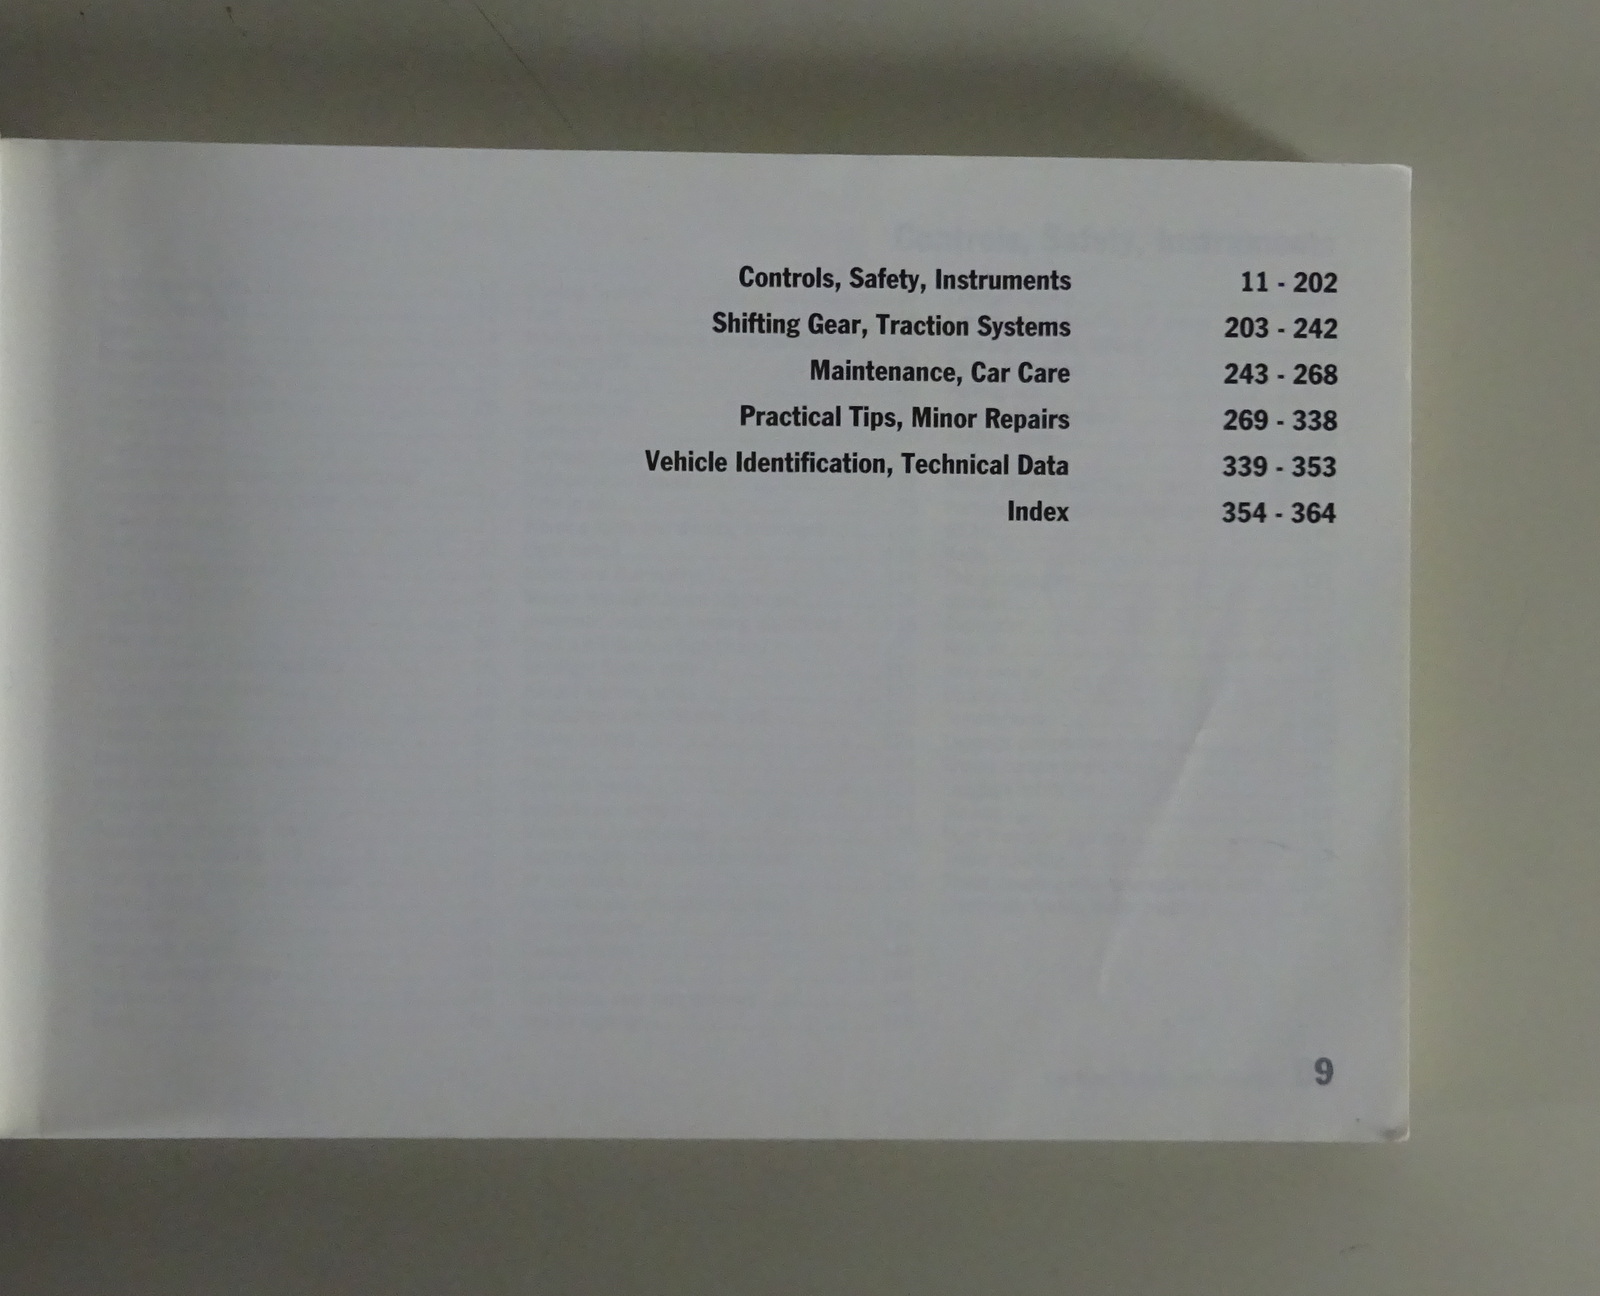 Controls, Safety, Instruments 11 - 202
Shifting Gear, Traction Systems 203 - 242
Maintenance, Car Care 243 - 268
Practical Tips, Minor Repairs 269 - 338
Vehicle Identification, Technical Data 339 - 353
Index 354 - 364
9